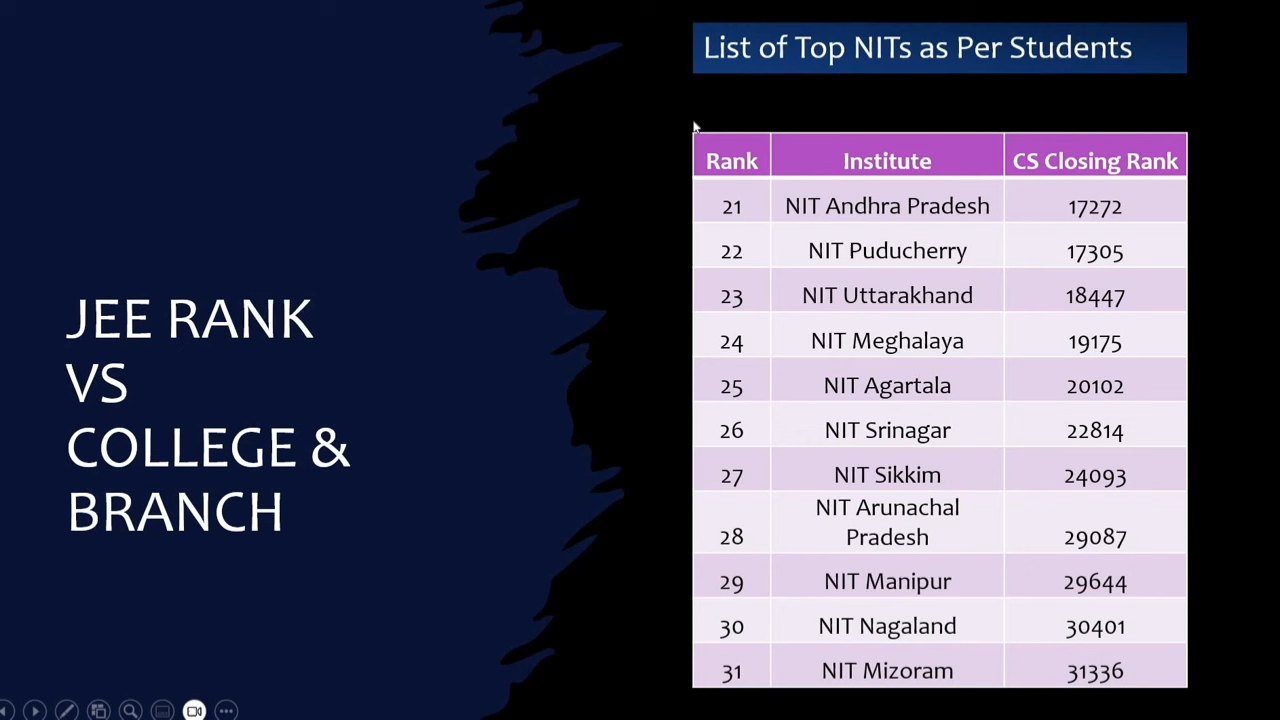 List of Top NITs as Per Students
JEE RANK
VS
COLLEGE &
BRANCH
Rank Institute CS Closing Rank
21 NIT Andhra Pradesh 17272
22 NIT Puducherry 17305
23 NIT Uttarakhand 18447
24 NIT Meghalaya 19175
25 NIT Agartala 20102
26 NIT Srinagar 22814
27 NIT Sikkim 24093
NIT Arunachal
28 Pradesh 29087
29 NIT Manipur 29644
30 NIT Nagaland 30401
31 NIT Mizoram 31336